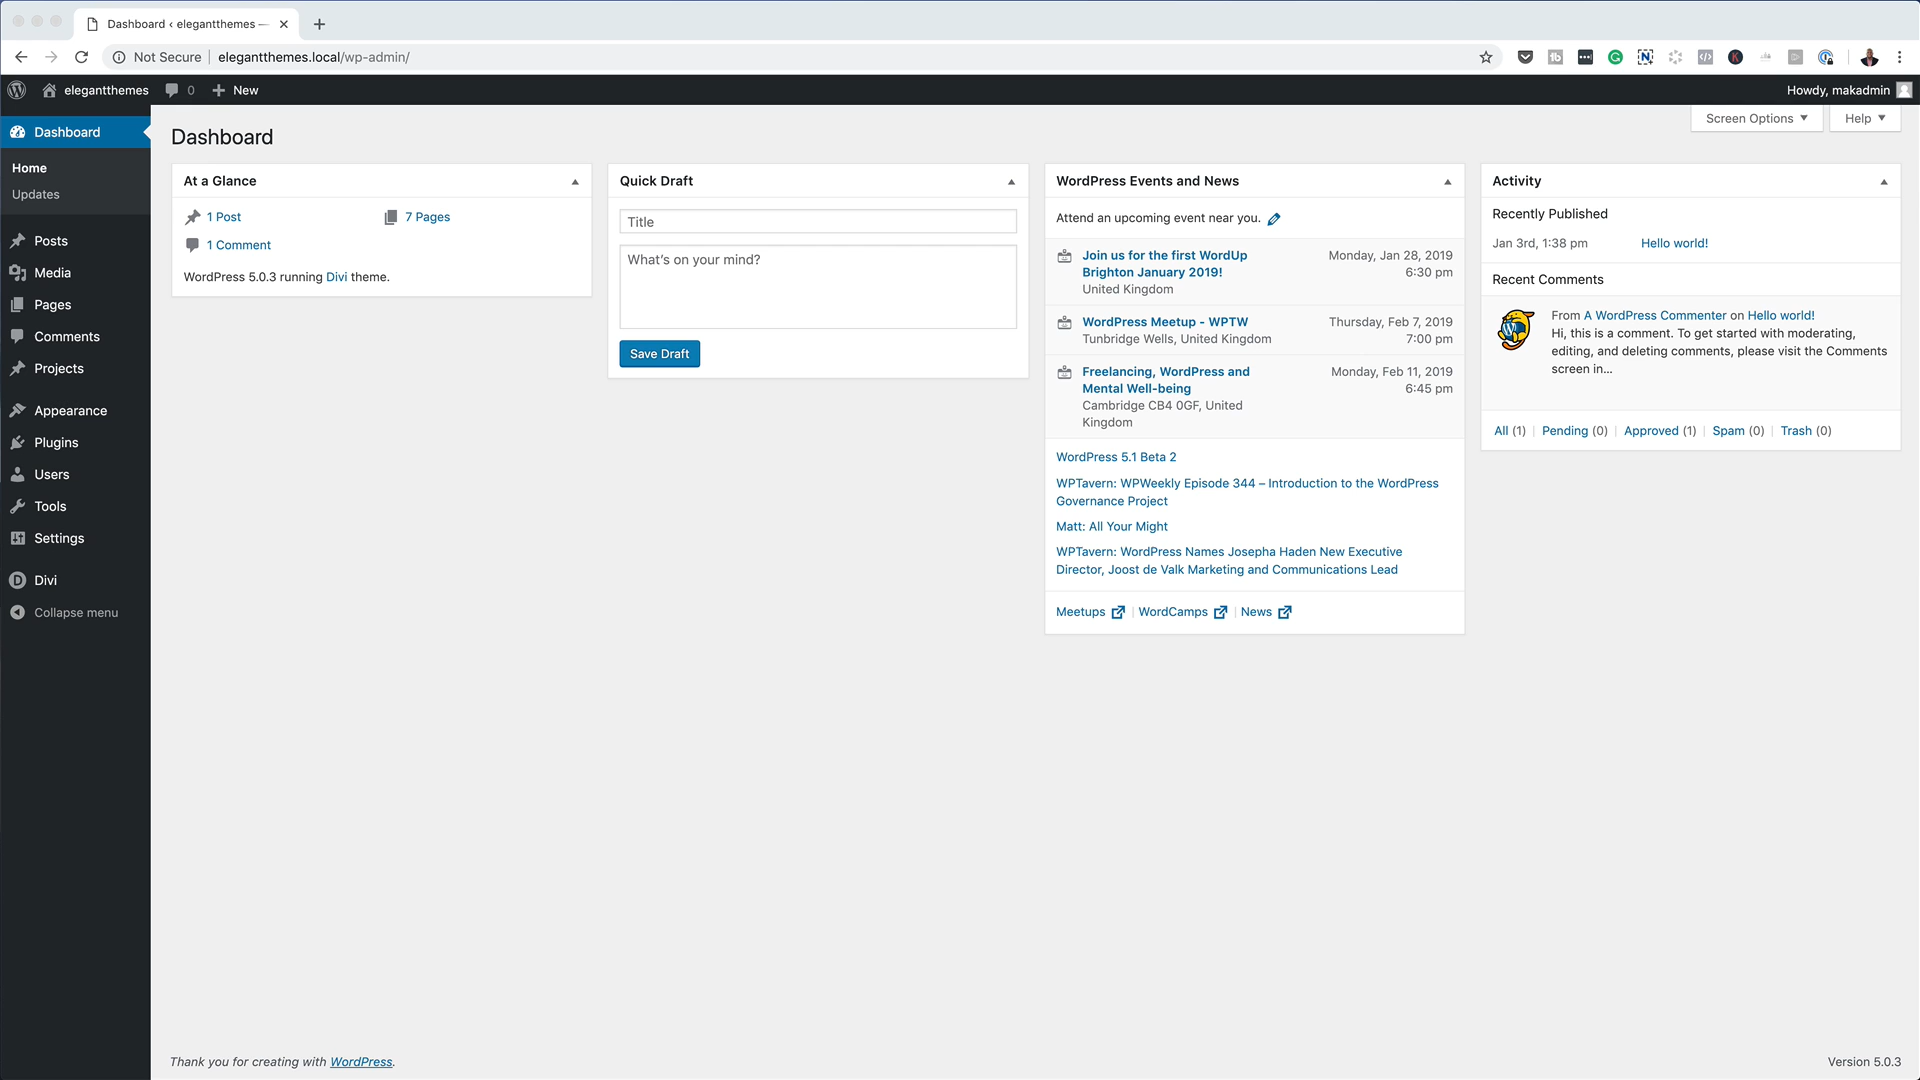 Dashboard ‹ elegantthemes —
Not Secure
elegantthemes.local/wp-admin/
elegantthemes
0
New
Howdy, makadmin
Dashboard
Home
Updates
Posts
Media
Pages
Comments
Projects
Appearance
Plugins
Users
Tools
Settings
Divi
Collapse menu
Dashboard
Screen Options
Help
At a Glance
1 Post
7 Pages
1 Comment
WordPress 5.0.3 running Divi theme.
Quick Draft
Title
What's on your mind?
Save Draft
WordPress Events and News
Attend an upcoming event near you.
Join us for the first WordUp
Brighton January 2019!
United Kingdom
Monday, Jan 28, 2019
6:30 pm
WordPress Meetup - WPTW
Tunbridge Wells, United Kingdom
Thursday, Feb 7, 2019
7:00 pm
Freelancing, WordPress and
Mental Well-being
Cambridge CB4 0GF, United
Kingdom
Monday, Feb 11, 2019
6:45 pm
WordPress 5.1 Beta 2
WPTavern: WPWeekly Episode 344 – Introduction to the WordPress
Governance Project
Matt: All Your Might
WPTavern: WordPress Names Josepha Haden New Executive
Director, Joost de Valk Marketing and Communications Lead
Meetups | WordCamps | News
Activity
Recently Published
Jan 3rd, 1:38 pm
Hello world!
Recent Comments
From A WordPress Commenter on Hello world!
Hi, this is a comment. To get started with moderating,
editing, and deleting comments, please visit the Comments
screen in…
All (1) | Pending (0) | Approved (1) | Spam (0) | Trash (0)
Thank you for creating with WordPress.
Version 5.0.3